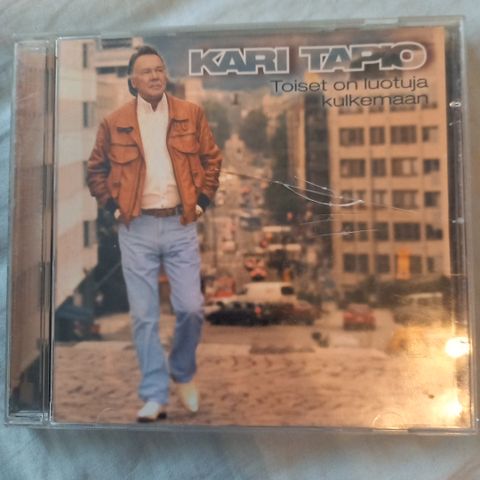 KARI TAPIO
Toiset on luotuja
kulkemaan